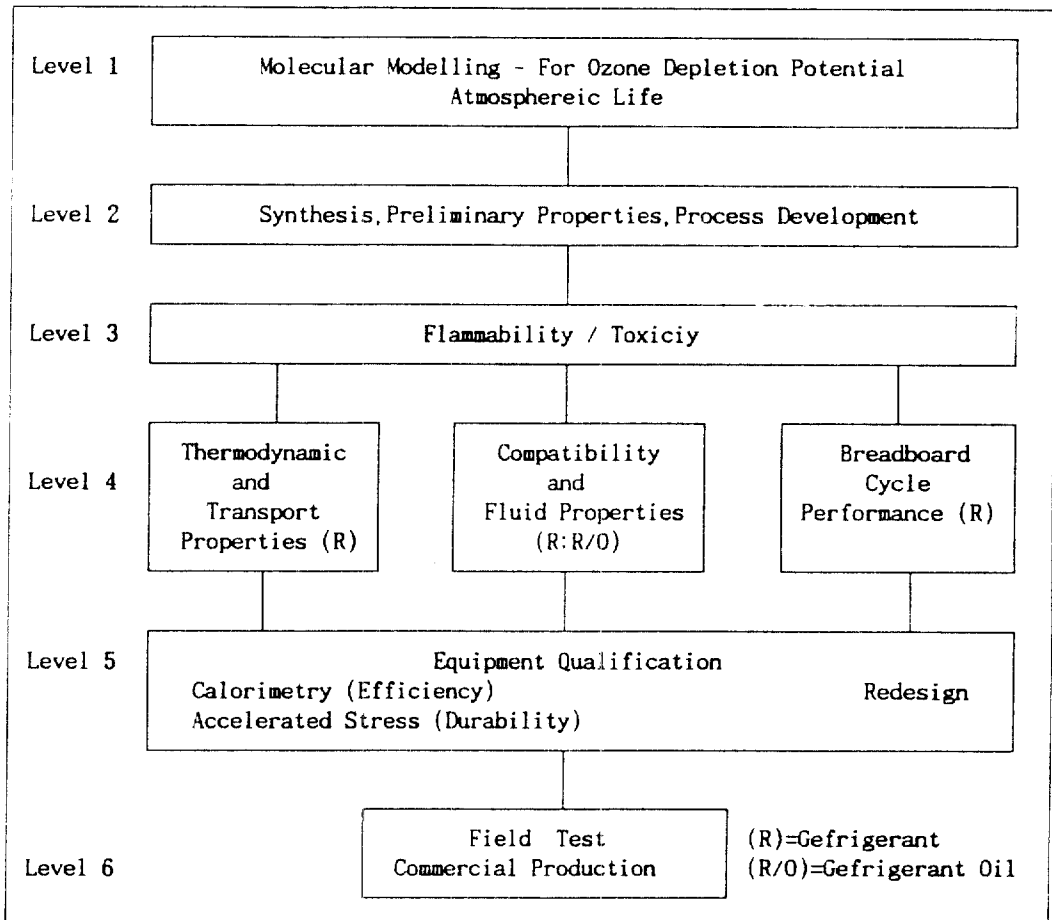 Level 1
Molecular Modelling - For Ozone Depletion Potential
Atmosphereic Life
Level 2
Synthesis, Preliminary Properties, Process Development
Level 3
Flammability / Toxiciy
Level 4
Thermodynamic
and
Transport
Properties (R)
Compatibility
and
Fluid Properties
(R:R/O)
Breadboard
Cycle
Performance (R)
Level 5
Equipment Qualification
Calorimetry (Efficiency)
Redesign
Accelerated Stress (Durability)
Level 6
Field Test
Commercial Production
(R)=Gefrigerant
(R/O)=Gefrigerant Oil